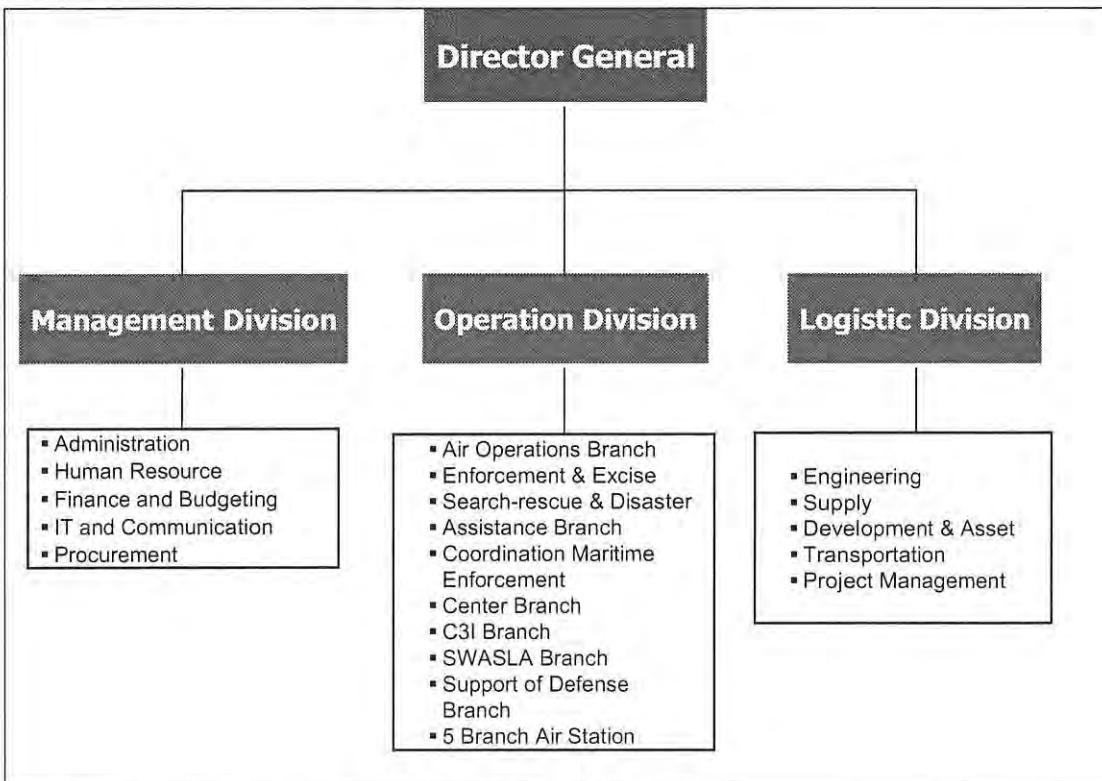 Director General
Management Division
Operation Division
Logistic Division
▪ Administration
▪ Human Resource
▪ Finance and Budgeting
▪ IT and Communication
▪ Procurement
▪ Air Operations Branch
▪ Enforcement & Excise
▪ Search-rescue & Disaster
▪ Assistance Branch
▪ Coordination Maritime
Enforcement
▪ Center Branch
▪ C3I Branch
▪ SWASLA Branch
▪ Support of Defense
Branch
▪ 5 Branch Air Station
▪ Engineering
▪ Supply
▪ Development & Asset
▪ Transportation
▪ Project Management